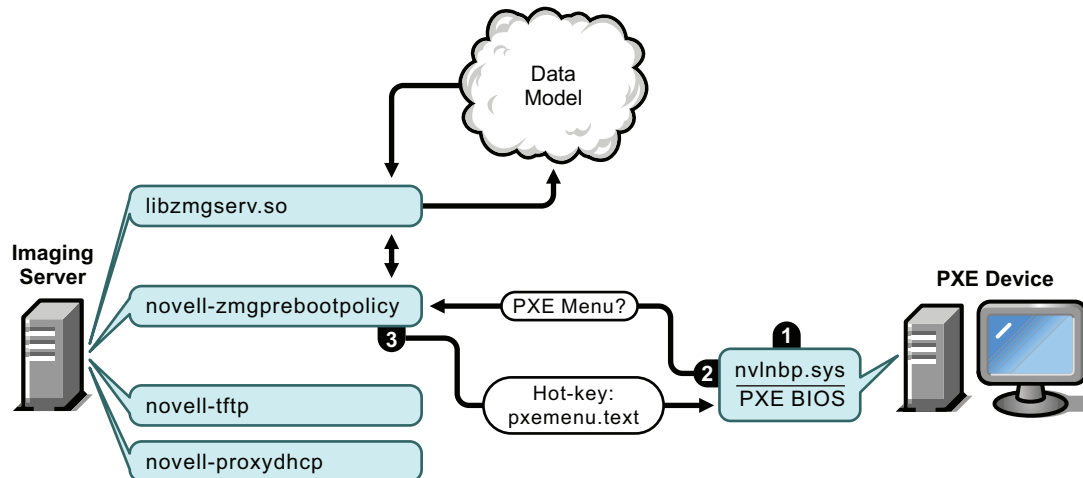 Data
Model
libzmgserv.so
Imaging
Server
novell-zmgprebootpolicy
PXE Menu?
PXE Device
3
1
2
nvlnbp.sys
PXE BIOS
Hot-key:
pxemenu.text
novell-tftp
novell-proxydhcp